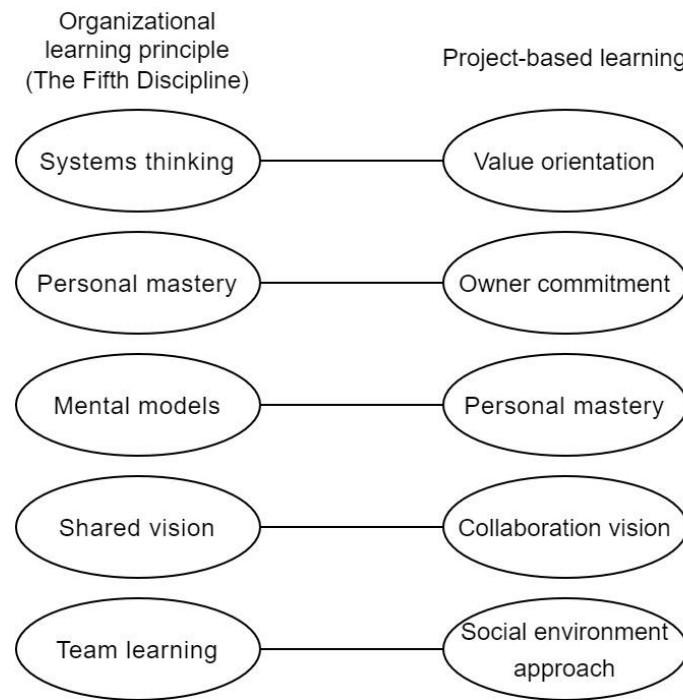 Organizational
learning principle
(The Fifth Discipline)
Project-based learning
Systems thinking
Value orientation
Personal mastery
Owner commitment
Mental models
Personal mastery
Shared vision
Collaboration vision
Team learning
Social environment
approach